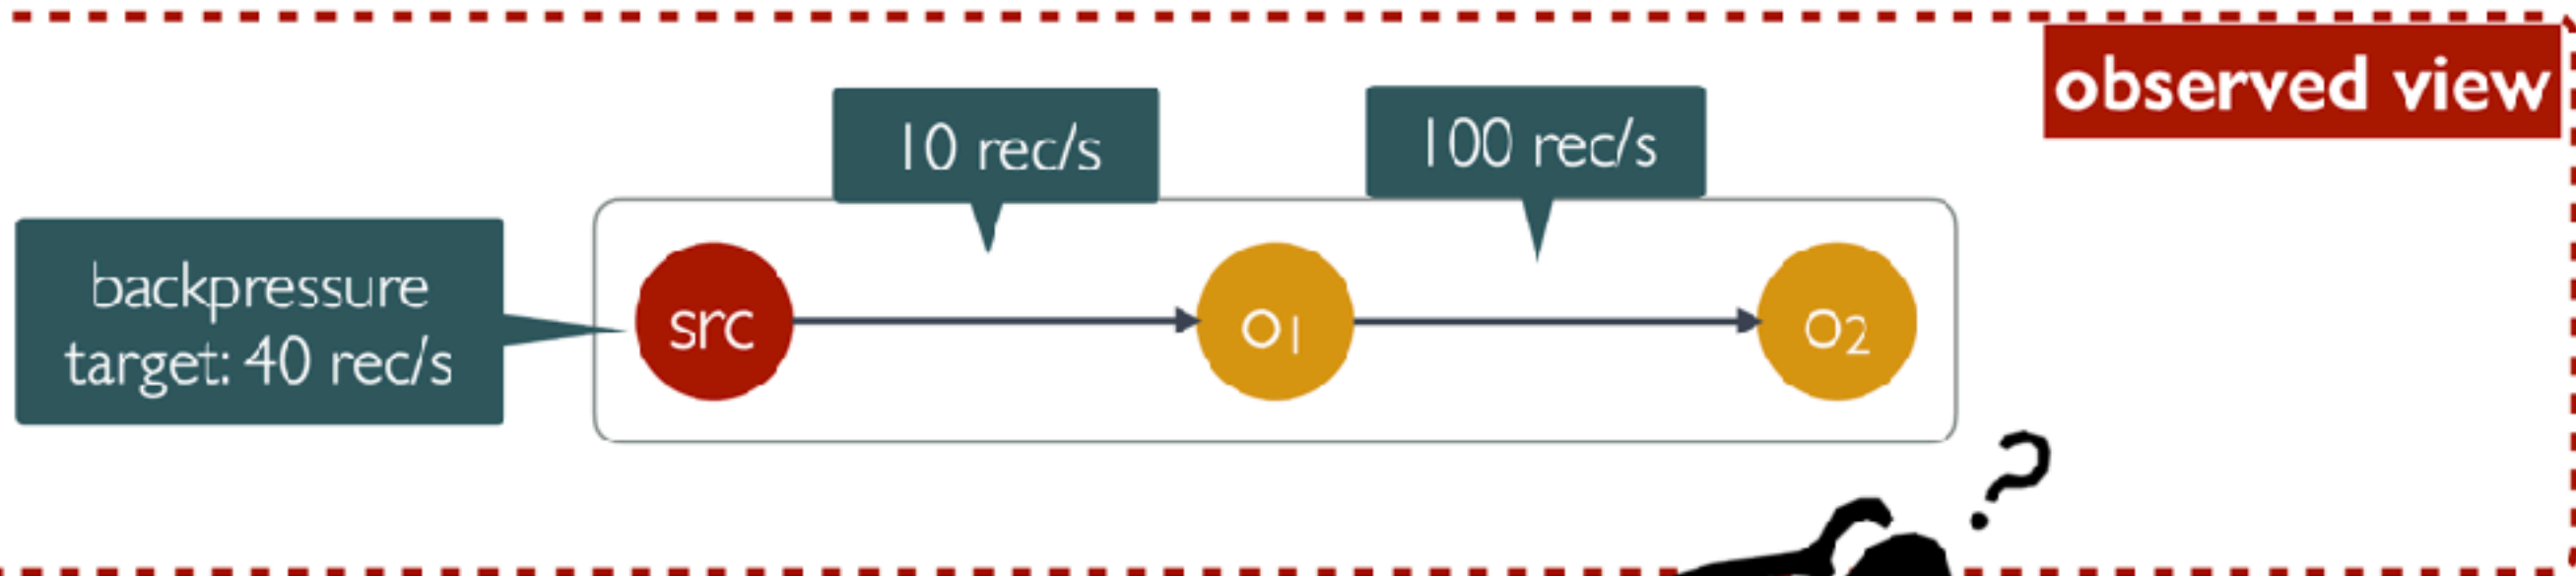 observed view
10 rec/s
100 rec/s
backpressure
target: 40 rec/s
src
o1
o2
?